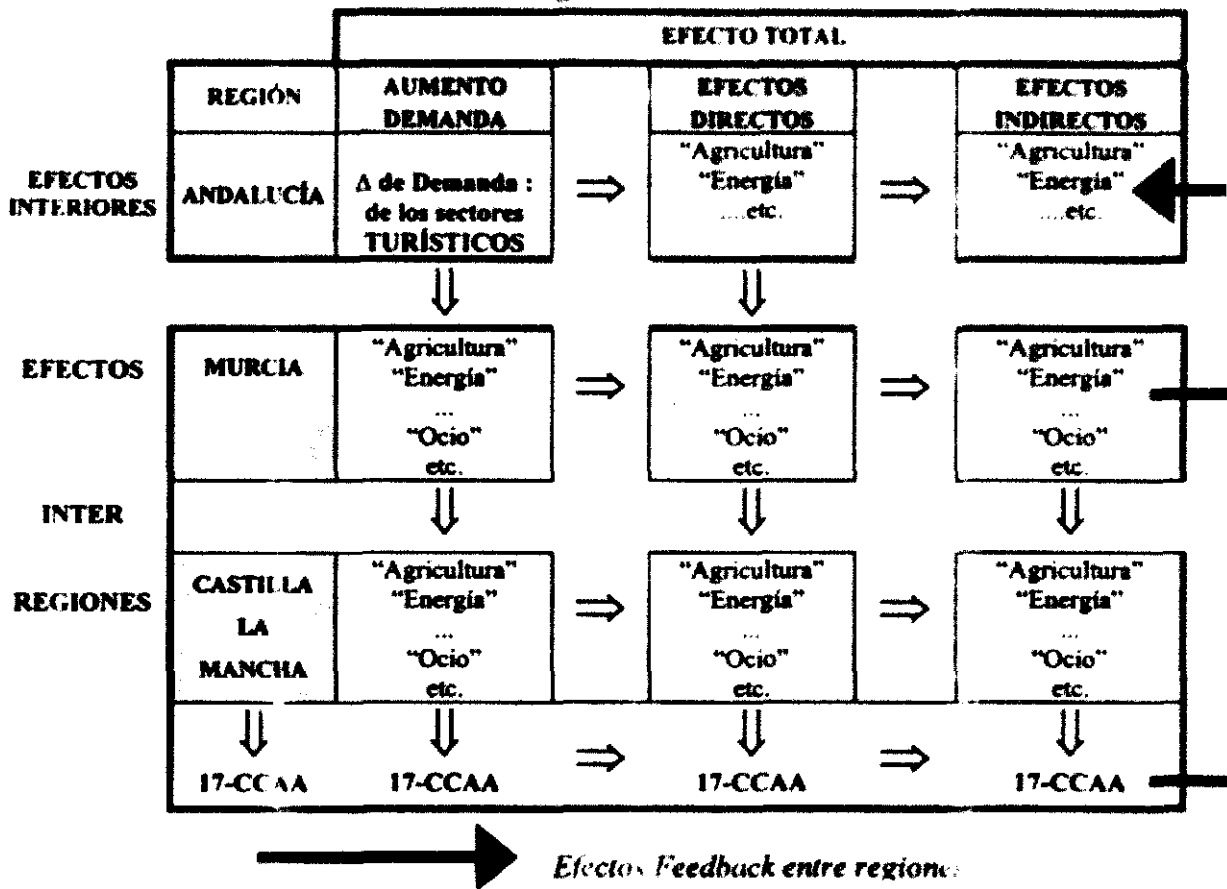 EFECTO TOTAL
REGIÓN
AUMENTO
DEMANDA
EFECTOS
DIRECTOS
EFECTOS
INDIRECTOS
EFECTOS
INTERIORES
ANDALUCÍA
Δ de Demanda :
de los sectores
TURÍSTICOS
"Agricultura"
"Energía"
....etc.
"Agricultura"
"Energía"
....etc.
EFECTOS
MURCIA
"Agricultura"
"Energía"
...
"Ocio"
etc.
"Agricultura"
"Energía"
...
"Ocio"
etc.
"Agricultura"
"Energía"
...
"Ocio"
etc.
INTER
REGIONES
CASTILLA
LA
MANCHA
"Agricultura"
"Energía"
...
"Ocio"
etc.
"Agricultura"
"Energía"
...
"Ocio"
etc.
"Agricultura"
"Energía"
...
"Ocio"
etc.
17-CCAA
17-CCAA
17-CCAA
17-CCAA
Efectos Feedback entre regiones